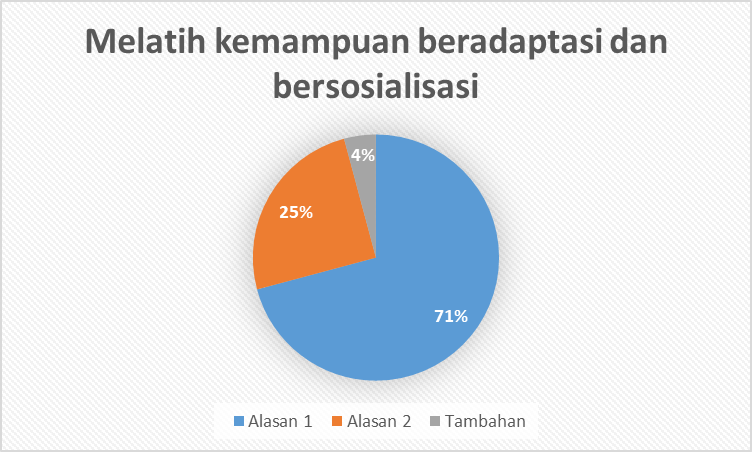 Melatih kemampuan beradaptasi dan
bersosialisasi
4%
25%
71%
Alasan 1 Alasan 2 Tambahan